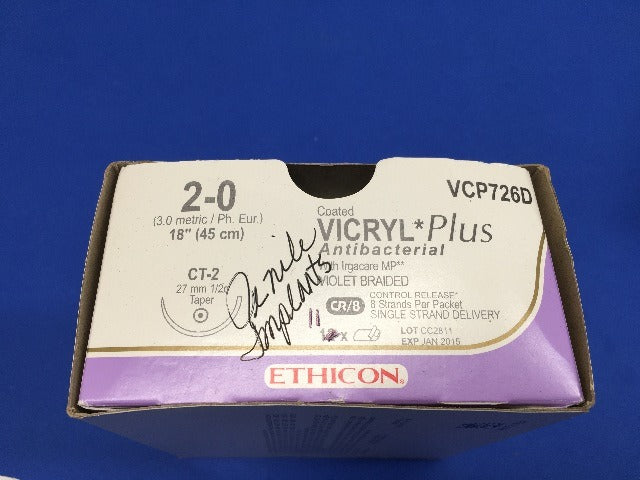 2-0
(3.0 metric / Ph. Eur.)
18" (45 cm)
CT-2
27 mm 1/2c
Taper
VCP726D
Coated
VICRYL*Plus
Antibacterial
Irgacare MP**
VIOLET BRAIDED
CR/8
CONTROL RELEASE*
8 Strands Per Packet
SINGLE STRAND DELIVERY
Penile
Implants
11
12 x
LOT CC2811
EXP JAN 2015
ETHICON